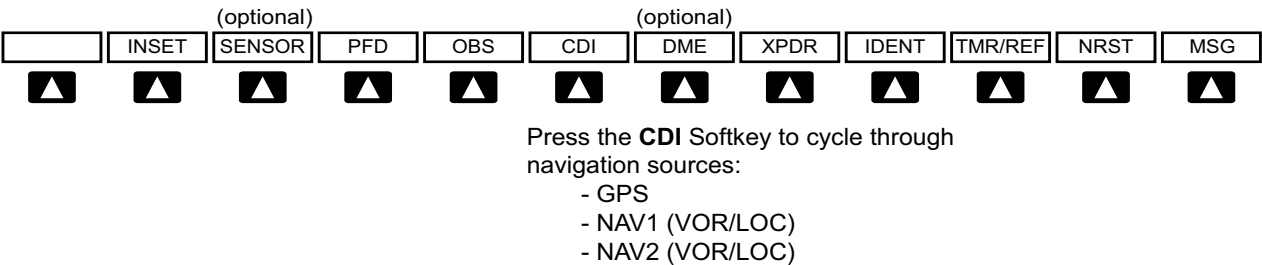 (optional) (optional)
INSET SENSOR PFD OBS CDI DME XPDR IDENT TMR/REF NRST MSG
Press the CDI Softkey to cycle through
navigation sources:
- GPS
- NAV1 (VOR/LOC)
- NAV2 (VOR/LOC)